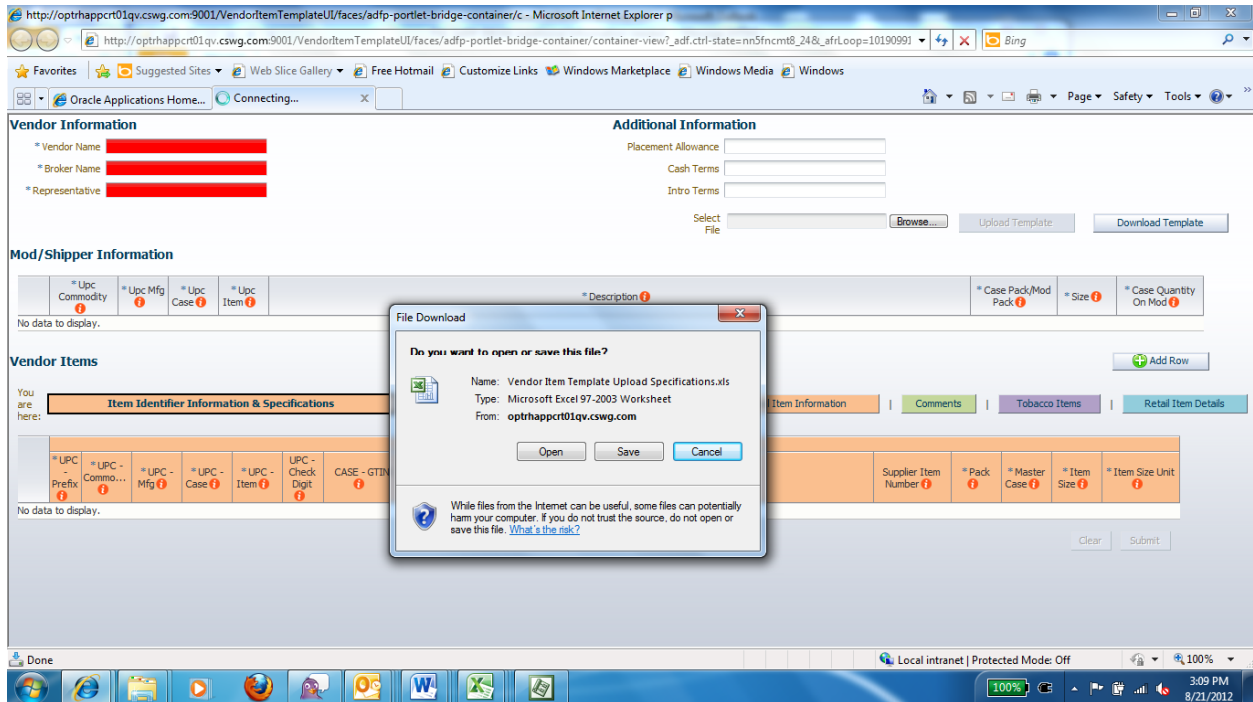 http://optrhappcrt01qv.cswg.com:9001/VendorItemTemplateUI/faces/adfp-portlet-bridge-container/c - Microsoft Internet Explorer p
http://optrhappcrt01qv.cswg.com:9001/VendorItemTemplateUI/faces/adfp-portlet-bridge-container/container-view?_adf.ctrl-state=nn5fncmt8_24&_afrLoop=10190991 Bing
Favorites Suggested Sites Web Slice Gallery Free Hotmail Customize Links Windows Marketplace Windows Media Windows
Oracle Applications Home... Connecting... x Page Safety Tools
Vendor Information
* Vendor Name
* Broker Name
* Representative
Additional Information
Placement Allowance
Cash Terms
Intro Terms
Select
File
Browse... Upload Template Download Template
Mod/Shipper Information
* Upc
Commodity
* Upc Mfg
* Upc
Case
* Upc
Item
* Description
* Case Pack/Mod
Pack
* Size
* Case Quantity
On Mod
No data to display.
Vendor Items
Add Row
You
are
here:
Item Identifier Information & Specifications
Item Information | Comments | Tobacco Items | Retail Item Details
* UPC
-
Prefix
* UPC -
Commo...
* UPC -
Mfg
* UPC -
Case
* UPC -
Item
UPC -
Check
Digit
CASE - GTIN
Supplier Item
Number
* Pack
* Master
Case
* Item
Size
* Item Size Unit
No data to display.
Clear Submit
File Download
Do you want to open or save this file?
Name: Vendor Item Template Upload Specifications.xls
Type: Microsoft Excel 97-2003 Worksheet
From: optrhappcrt01qv.cswg.com
Open Save Cancel
While files from the Internet can be useful, some files can potentially
harm your computer. If you do not trust the source, do not open or
save this file. What's the risk?
Done Local intranet | Protected Mode: Off 100%
100% 3:09 PM
8/21/2012